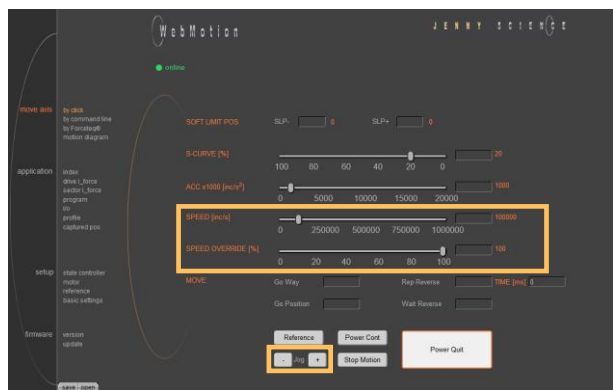 WebMotion
JENNY SCIENCE
online
move axis
by click
by command line
by Forceteq®
motion diagram
application
index
drive i_force
sector i_force
program
i/o
profile
captured pos
setup
state controller
motor
reference
basic settings
firmware
version
update
save - open
SOFT LIMIT POS SLP- 0 SLP+ 0
S-CURVE [%] 20
100 80 60 40 20 0
ACC x1000 [inc/s²] 1000
0 5000 10000 15000 20000
SPEED [inc/s] 100000
0 250000 500000 750000 1000000
SPEED OVERRIDE [%] 100
0 20 40 60 80 100
MOVE Go Way Rep Reverse TIME [ms] 0
Go Position Wait Reverse
Reference Power Cont Power Quit
- Jog + Stop Motion